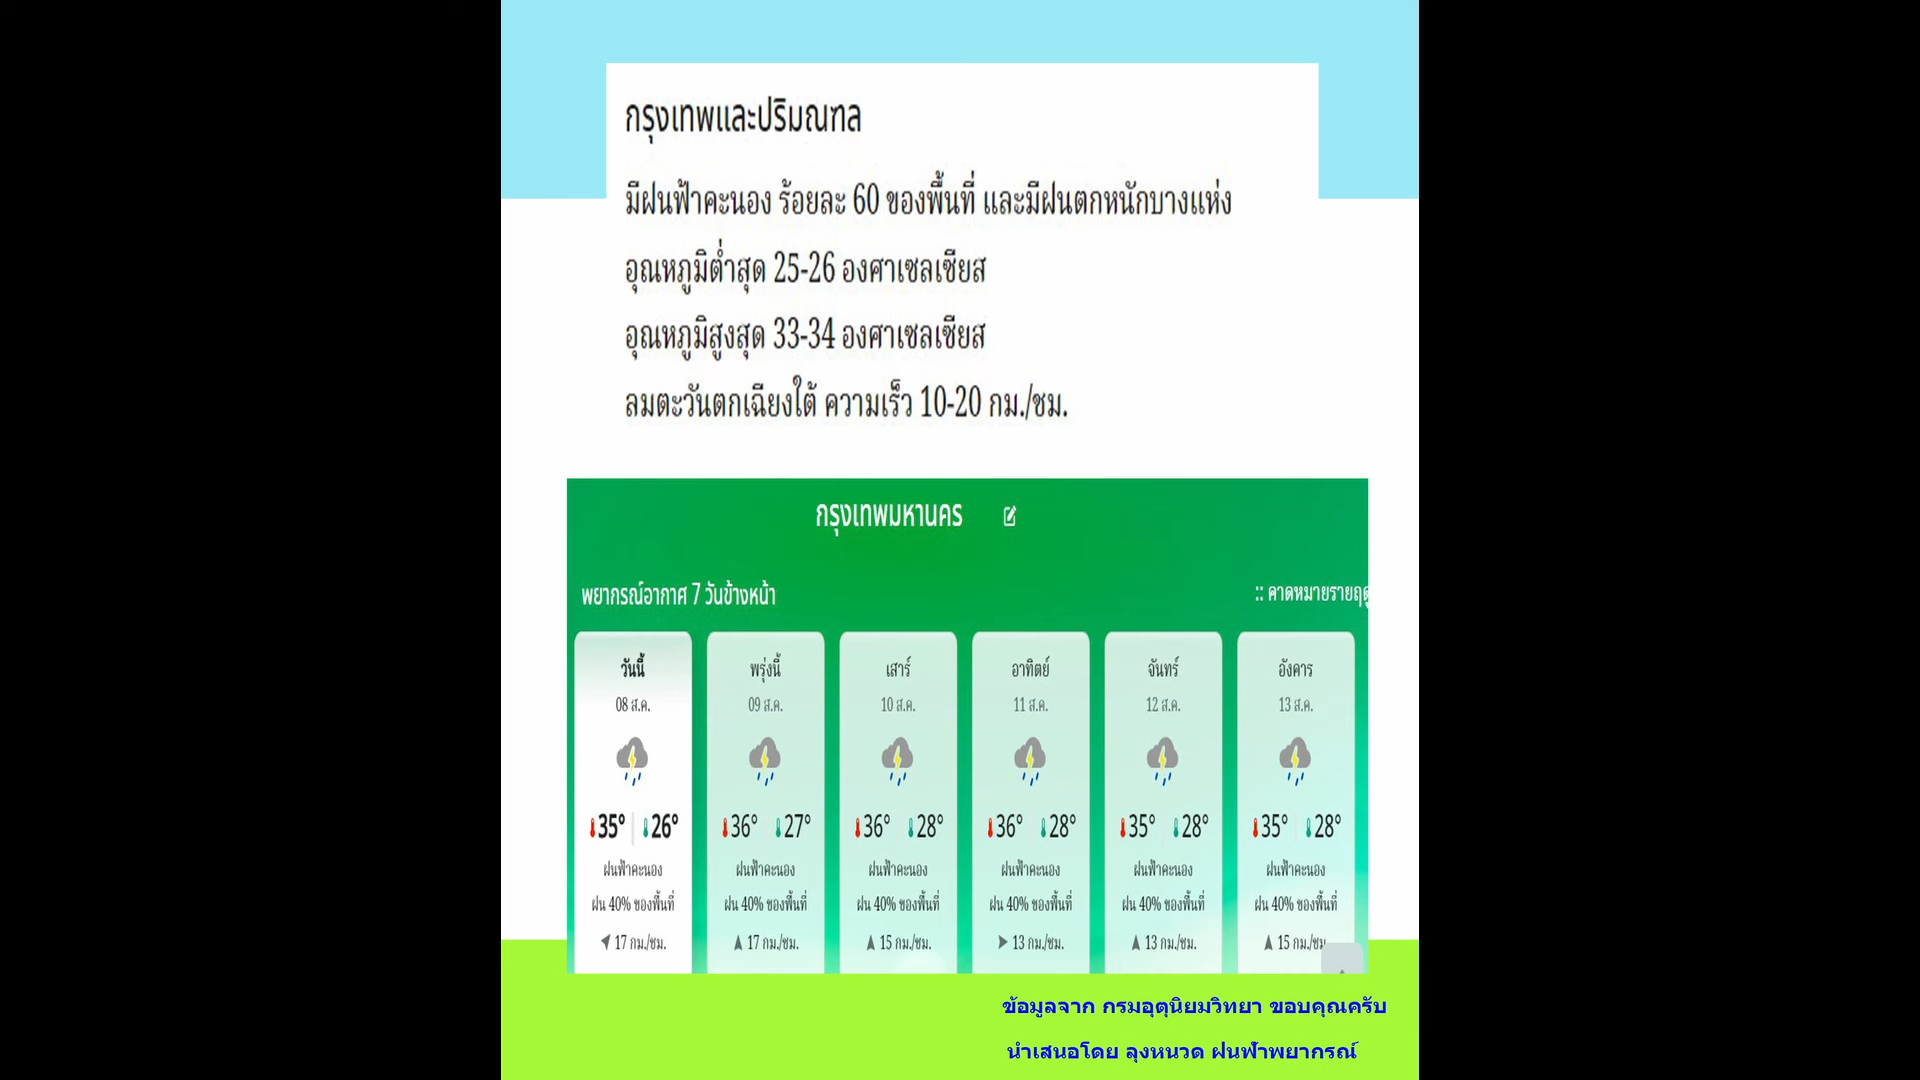 กรุงเทพและปริมณฑล
มีฝนฟ้าคะนอง ร้อยละ 60 ของพื้นที่ และมีฝนตกหนักบางแห่ง
อุณหภูมิต่ำสุด 25-26 องศาเซลเซียส
อุณหภูมิสูงสุด 33-34 องศาเซลเซียส
ลมตะวันตกเฉียงใต้ ความเร็ว 10-20 กม./ชม.
กรุงเทพมหานคร
พยากรณ์อากาศ 7 วันข้างหน้า :: คาดหมายรายฤดู
วันนี้ พรุ่งนี้ เสาร์ อาทิตย์ จันทร์ อังคาร
08 ส.ค. 09 ส.ค. 10 ส.ค. 11 ส.ค. 12 ส.ค. 13 ส.ค.
35° 26° 36° 27° 36° 28° 36° 28° 35° 28° 35° 28°
ฝนฟ้าคะนอง ฝนฟ้าคะนอง ฝนฟ้าคะนอง ฝนฟ้าคะนอง ฝนฟ้าคะนอง ฝนฟ้าคะนอง
ฝน 40% ของพื้นที่ ฝน 40% ของพื้นที่ ฝน 40% ของพื้นที่ ฝน 40% ของพื้นที่ ฝน 40% ของพื้นที่ ฝน 40% ของพื้นที่
17 กม./ชม. 17 กม./ชม. 15 กม./ชม. 13 กม./ชม. 13 กม./ชม. 15 กม./ชม
ข้อมูลจาก กรมอุตุนิยมวิทยา ขอบคุณครับ
นำเสนอโดย ลุงหนวด ฝนฟ้าพยากรณ์